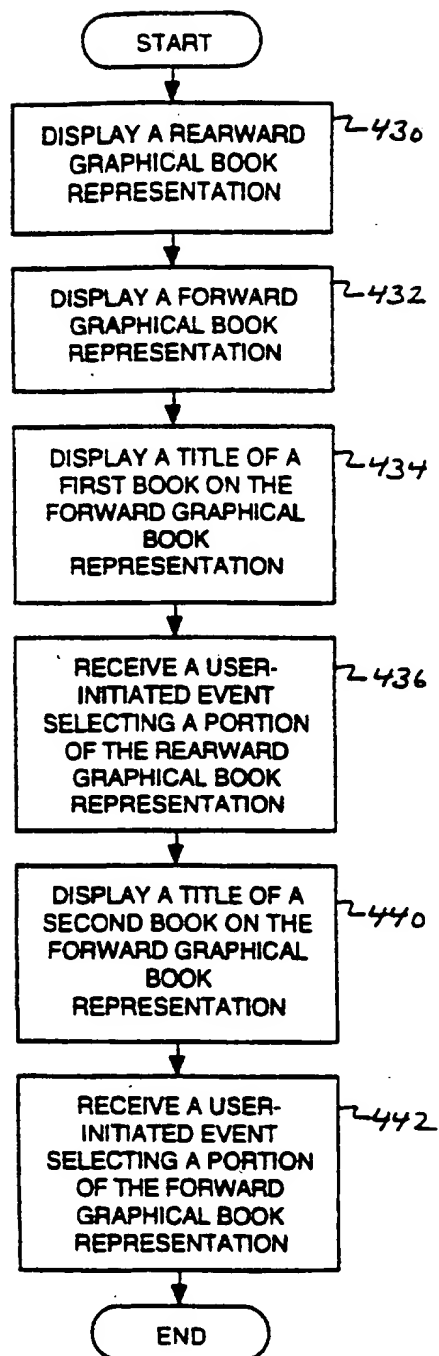 START
DISPLAY A REARWARD
GRAPHICAL BOOK
REPRESENTATION
430
DISPLAY A FORWARD
GRAPHICAL BOOK
REPRESENTATION
432
DISPLAY A TITLE OF A
FIRST BOOK ON THE
FORWARD GRAPHICAL
BOOK
REPRESENTATION
434
RECEIVE A USER-
INITIATED EVENT
SELECTING A PORTION
OF THE REARWARD
GRAPHICAL BOOK
REPRESENTATION
436
DISPLAY A TITLE OF A
SECOND BOOK ON THE
FORWARD GRAPHICAL
BOOK
REPRESENTATION
440
RECEIVE A USER-
INITIATED EVENT
SELECTING A PORTION
OF THE FORWARD
GRAPHICAL BOOK
REPRESENTATION
442
END